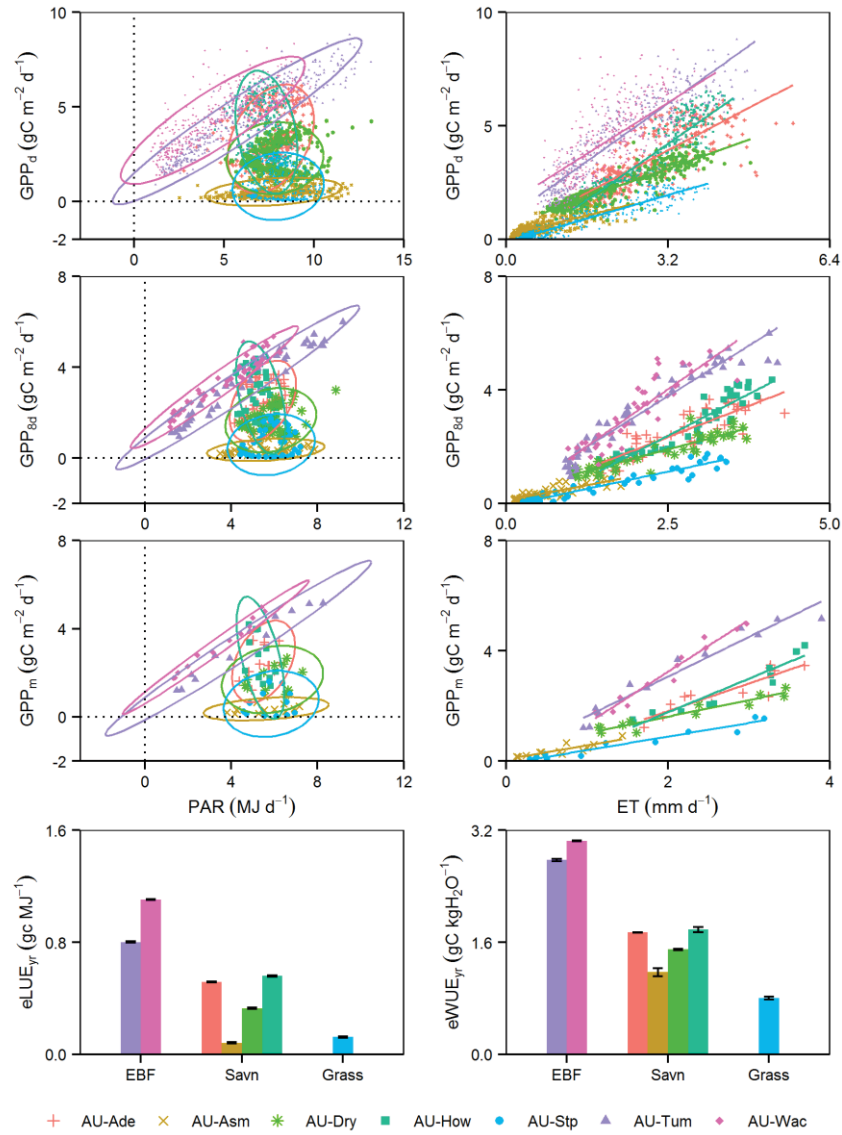 10
5
0
-2
GPP_d (gC m⁻² d⁻¹)
0
5
10
15
10
5
0
GPP_d (gC m⁻² d⁻¹)
0.0
3.2
6.4
8
4
0
-2
GPP_8d (gC m⁻² d⁻¹)
0
4
8
12
8
4
0
GPP_8d (gC m⁻² d⁻¹)
0.0
2.5
5.0
8
4
0
-2
GPP_m (gC m⁻² d⁻¹)
0
4
8
12
PAR (MJ d⁻¹)
8
4
0
GPP_m (gC m⁻² d⁻¹)
0
2
4
ET (mm d⁻¹)
1.6
0.8
0.0
eLUE_yr (gc MJ⁻¹)
EBF
Savn
Grass
3.2
1.6
0.0
eWUE_yr (gC kgH₂O⁻¹)
EBF
Savn
Grass
AU-Ade AU-Asm AU-Dry AU-How AU-Stp AU-Tum AU-Wac